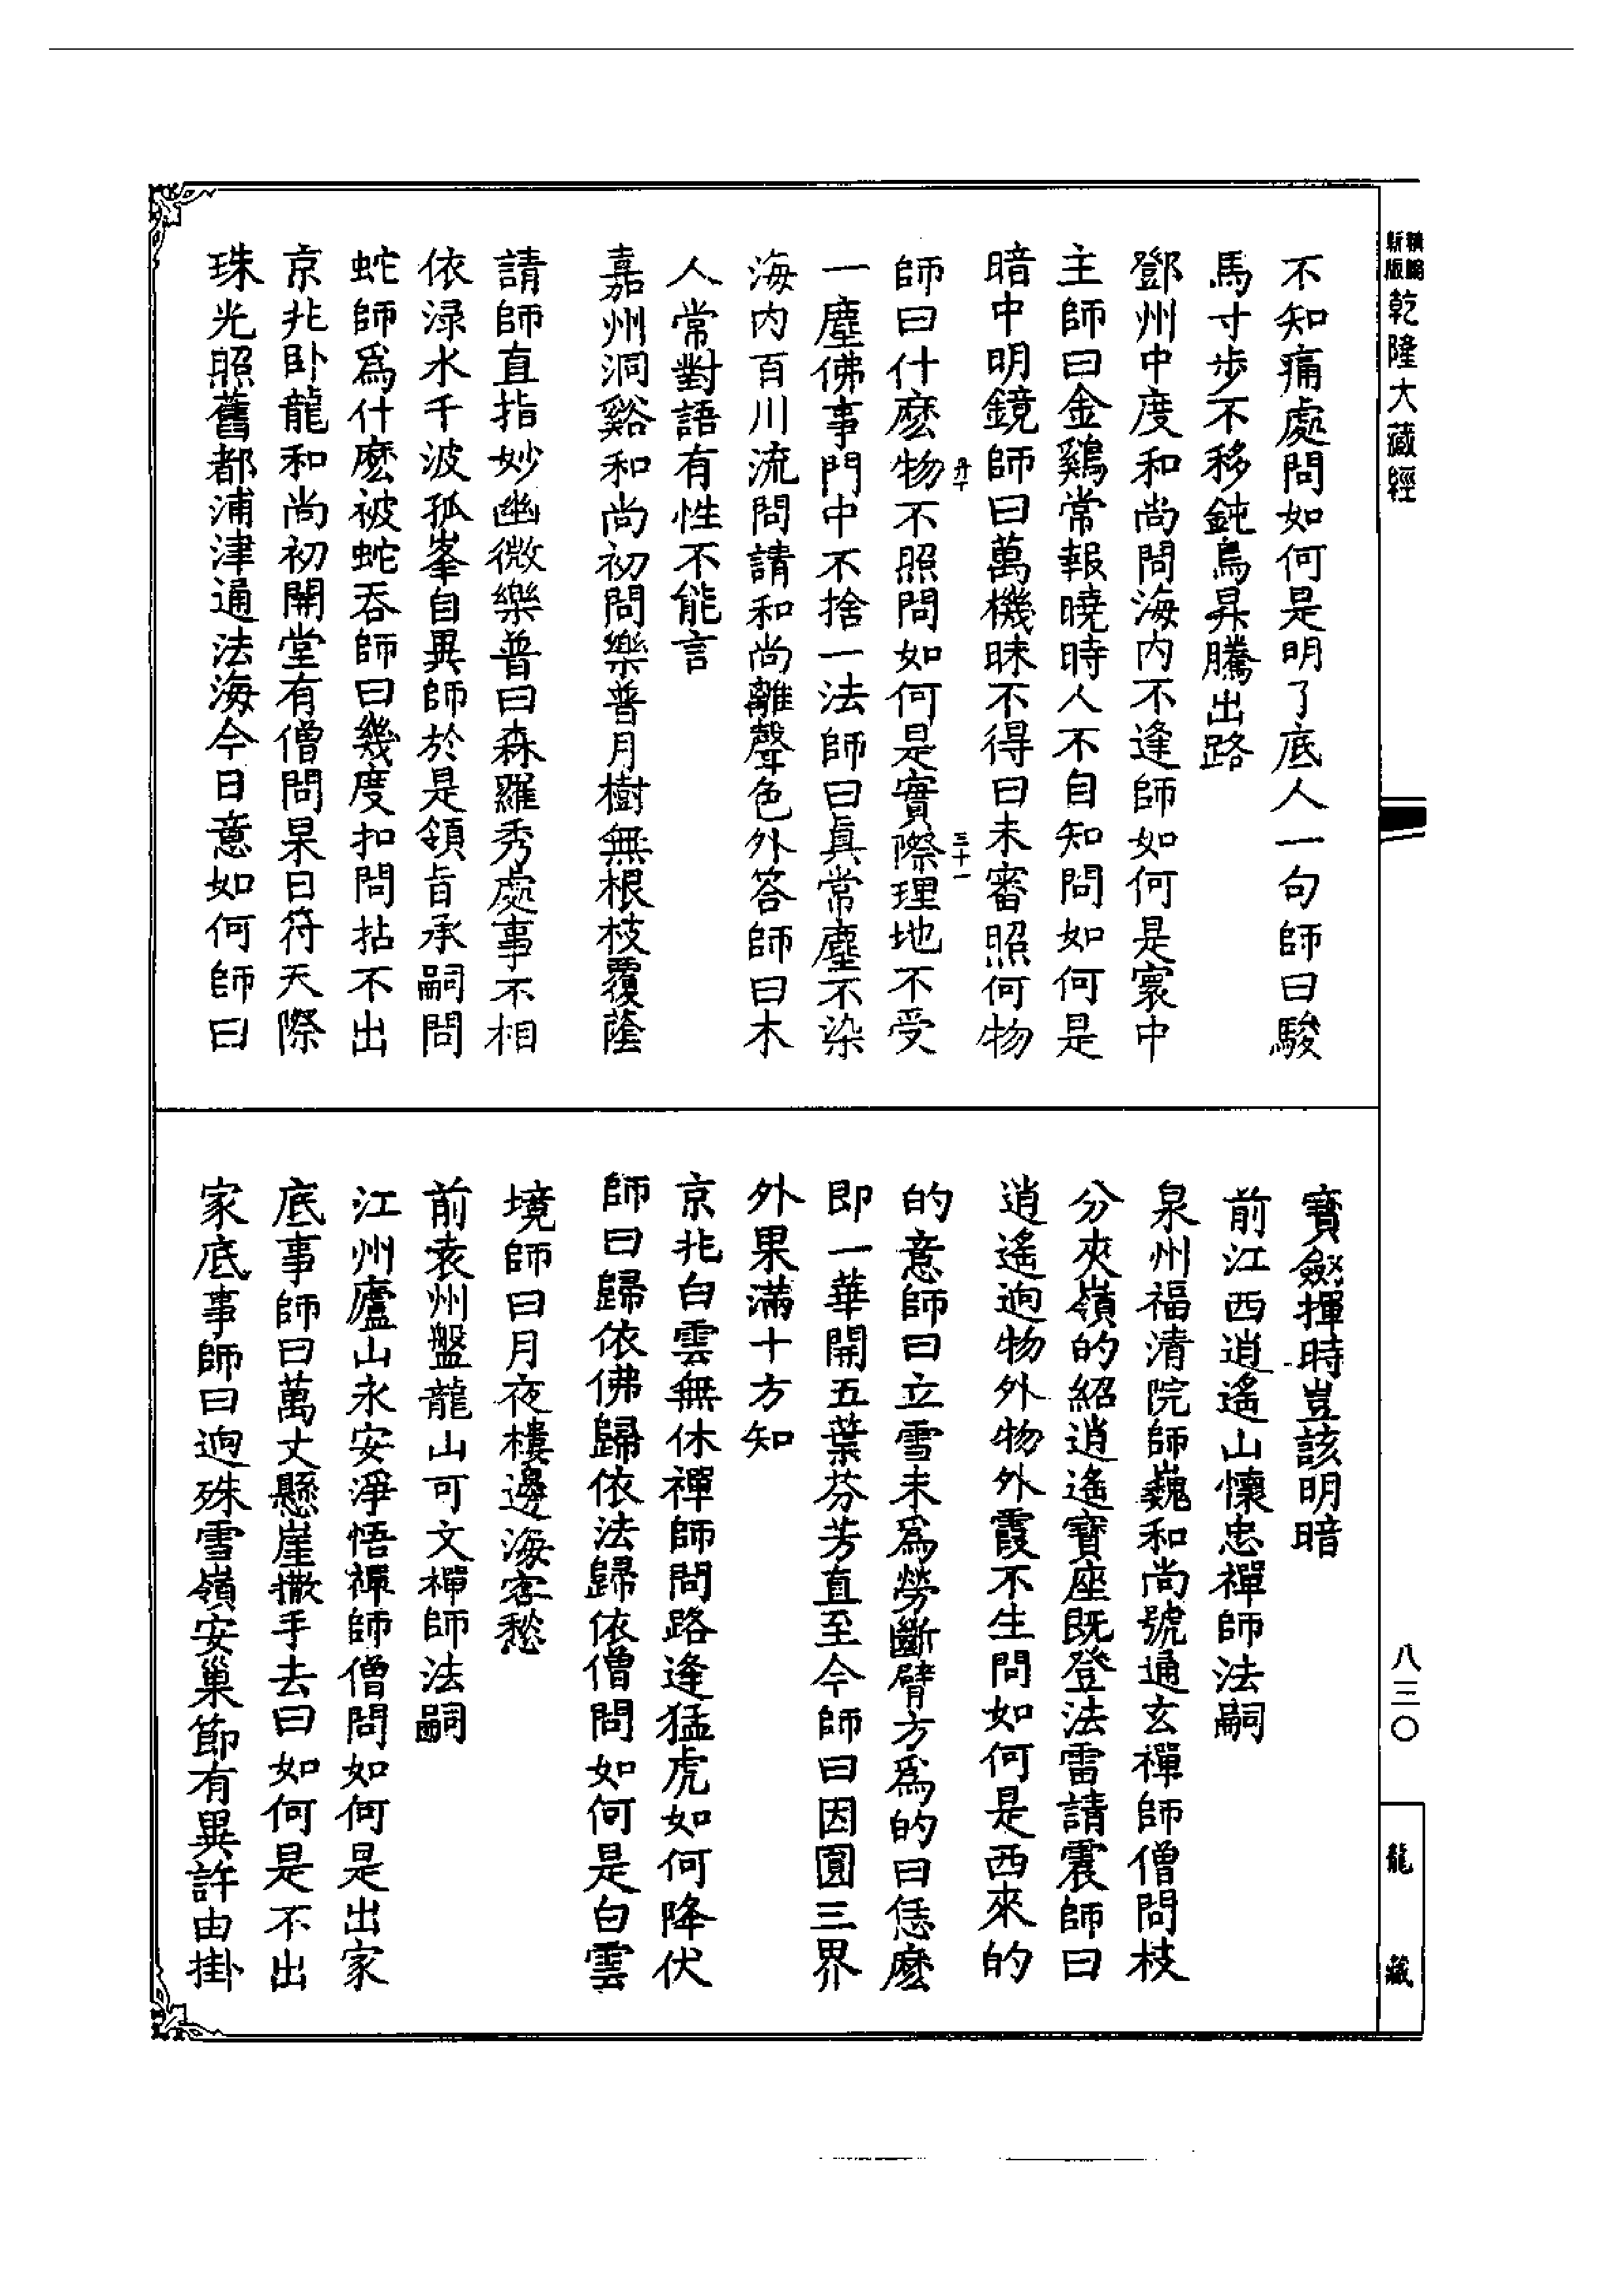 乾隆大藏經
不知痛處問如何是明了底人一句師曰駿
馬寸步不移鈍鳥昇騰出路
鄧州中度和尚問海内不逢師如何是寰中
主師曰金鷄常報曉時人不自知問如何是
暗中明鏡師曰萬機昧不得曰未審照何物
三十一
師曰什麽物不照問如何是實際理地不受
一塵佛事門中不捨一法師曰眞常塵不染
海内百川流問請和尚離聲色外答師曰木
人常對語有性不能言
嘉州洞谿和尚初問樂普月樹無根枝覆蔭
請師直指妙幽微樂普曰森羅秀處事不相
依渌水千波孤峯自異師於是領旨承嗣問
蛇師爲什麽被蛇吞師曰幾度扣問拈不出
京兆卧龍和尚初開堂有僧問杲日符天際
珠光照舊都浦津通法海今日意如何師曰
寶劒揮時豈該明暗
前江西逍遙山懷忠禪師法嗣
泉州福清院師巍和尚號通玄禪師僧問枝
分夾嶺的紹逍遙寶座既登法雷請震師曰
逍遙逈物外物外霞不生問如何是西來的
的意師曰立雪未爲勞斷臂方爲的曰恁麽
即一華開五葉芬芳直至今師曰因圓三界
外果滿十方知
京兆白雲無休禪師問路逢猛虎如何降伏
師曰歸依佛歸依法歸依僧問如何是白雲
境師曰月夜樓邊海客愁
前袁州盤龍山可文禪師法嗣
江州廬山永安淨悟禪師僧問如何是出家
底事師曰萬丈懸崖撒手去曰如何是不出
家底事師曰逈殊雪嶺安巢節有異許由掛
八三〇
龍藏